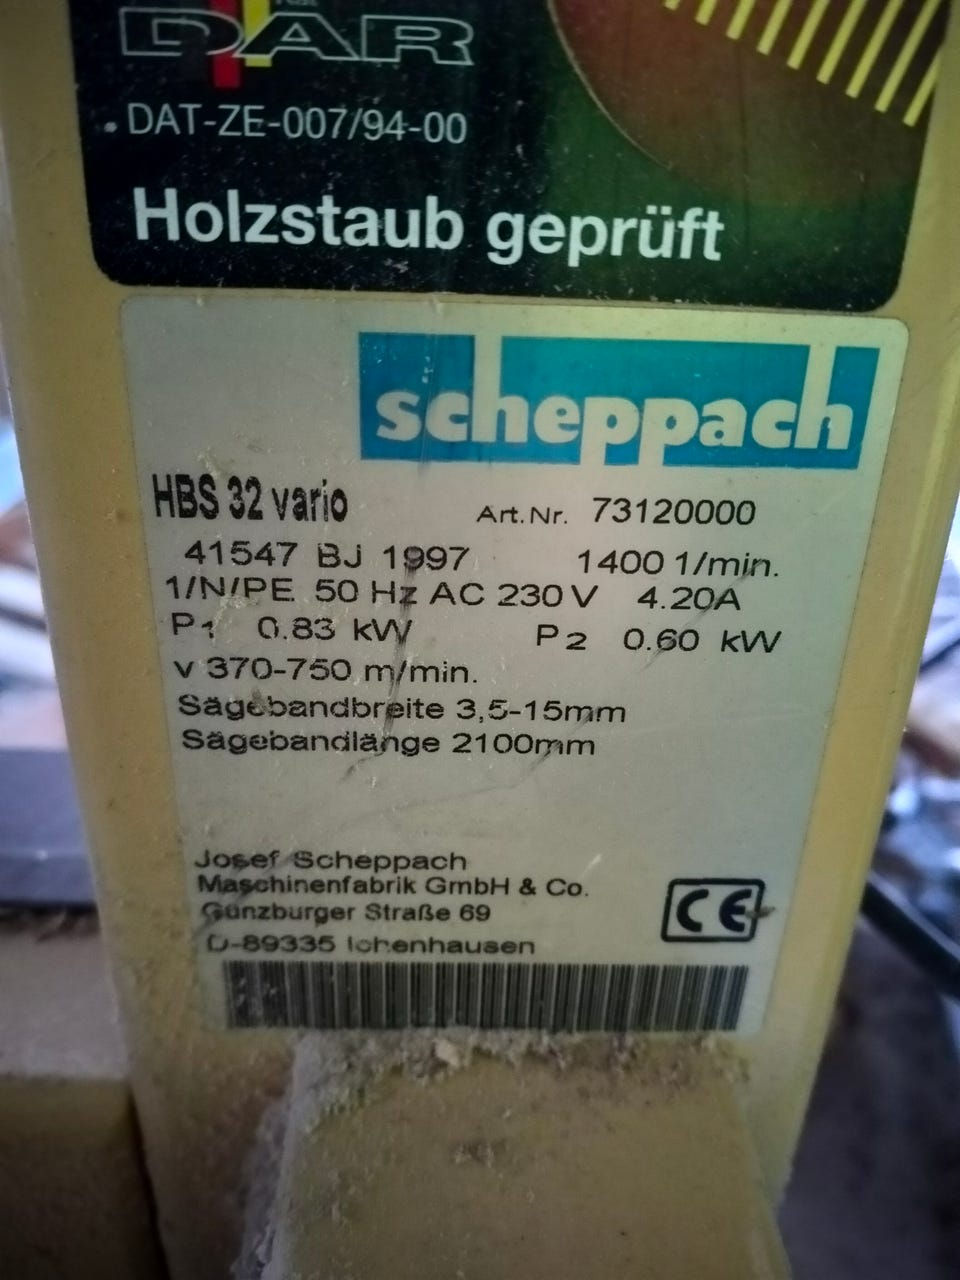 DAR
DAT-ZE-007/94-00
Holzstaub geprüft
scheppach
HBS 32 vario Art.Nr. 73120000
41547 BJ 1997 1400 1/min.
1/N/PE 50 Hz AC 230V 4.20A
P1 0.83 kW P2 0.60 kW
v 370-750 m/min.
Sägebandbreite 3,5-15mm
Sägebandlänge 2100mm
Josef Scheppach
Maschinenfabrik GmbH & Co.
Günzburger Straße 69
D-89335 Ichenhausen
CE